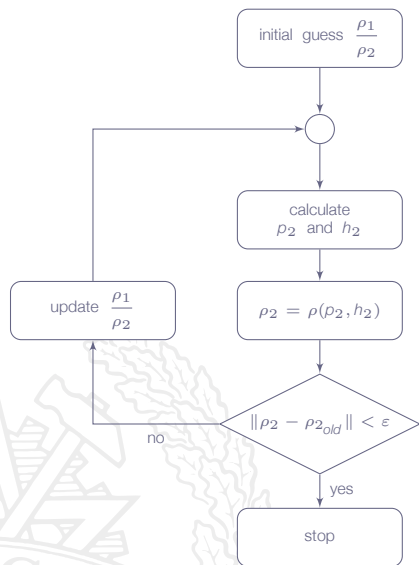 initial guess ρ1/ρ2
calculate
p2 and h2
update ρ1/ρ2
ρ2 = ρ(p2, h2)
∥ρ2 − ρ2old∥ < ε
no
yes
stop